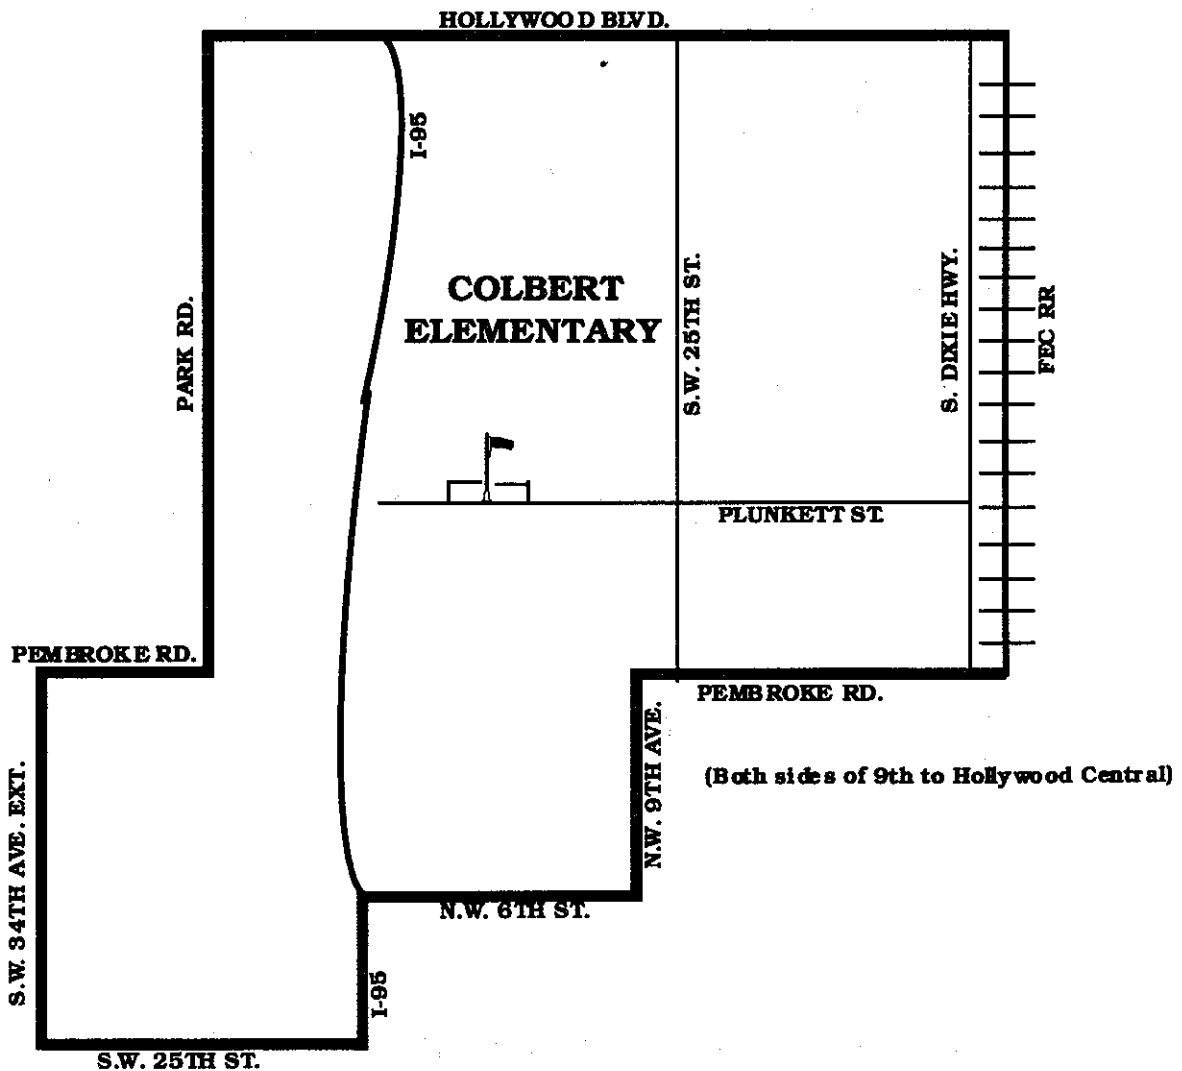 HOLLYWOOD BLVD.
I-95
COLBERT
ELEMENTARY
PARK RD.
S.W. 25TH ST.
S. DIXIE HWY.
FEC RR
PLUNKETT ST.
PEMBROKE RD.
PEMBROKE RD.
N.W. 9TH AVE.
(Both sides of 9th to Hollywood Central)
S.W. 34TH AVE. EXT.
N.W. 6TH ST.
I-95
S.W. 25TH ST.